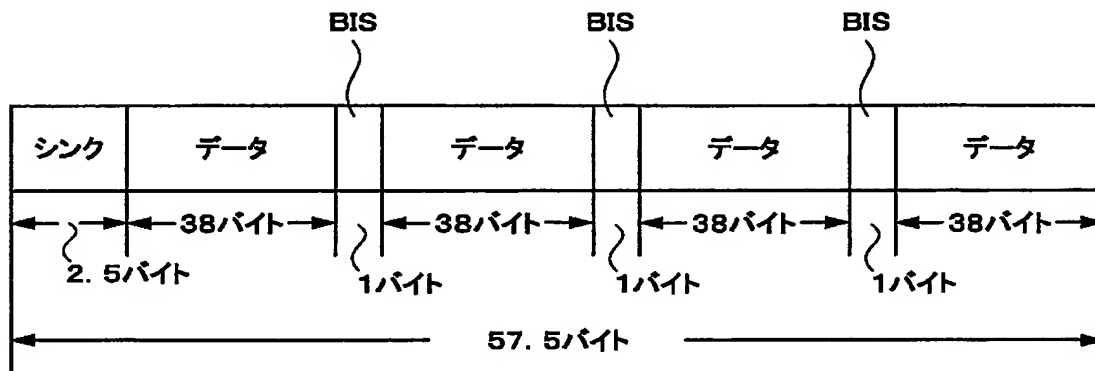 BIS BIS BIS
シンク データ データ データ データ
38バイト 38バイト 38バイト 38バイト
2. 5バイト 1バイト 1バイト 1バイト
57. 5バイト